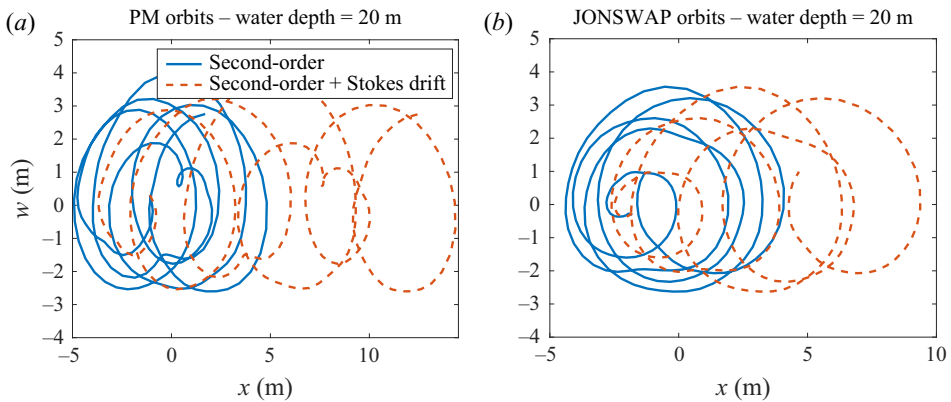 (a) PM orbits – water depth = 20 m
5
4
3
2
1
0
–1
–2
–3
–4
w (m)
Second-order
Second-order + Stokes drift
–5 0 5 10
x (m)
(b) JONSWAP orbits – water depth = 20 m
5
4
3
2
1
0
–1
–2
–3
–4
–5 0 5 10
x (m)